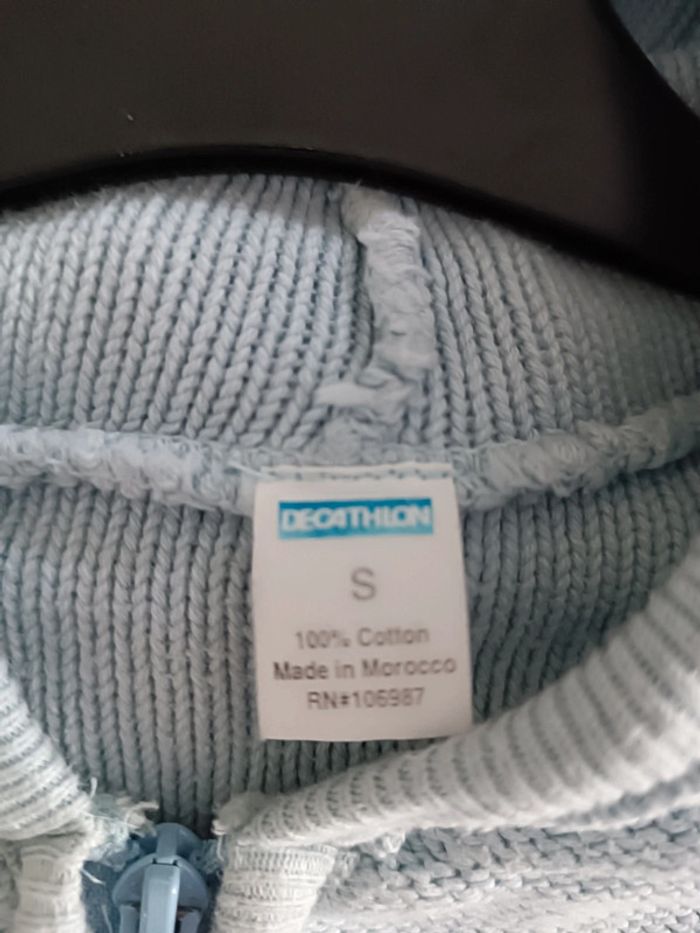 DECATHLON
S
100% Cotton
Made in Morocco
RN#106987